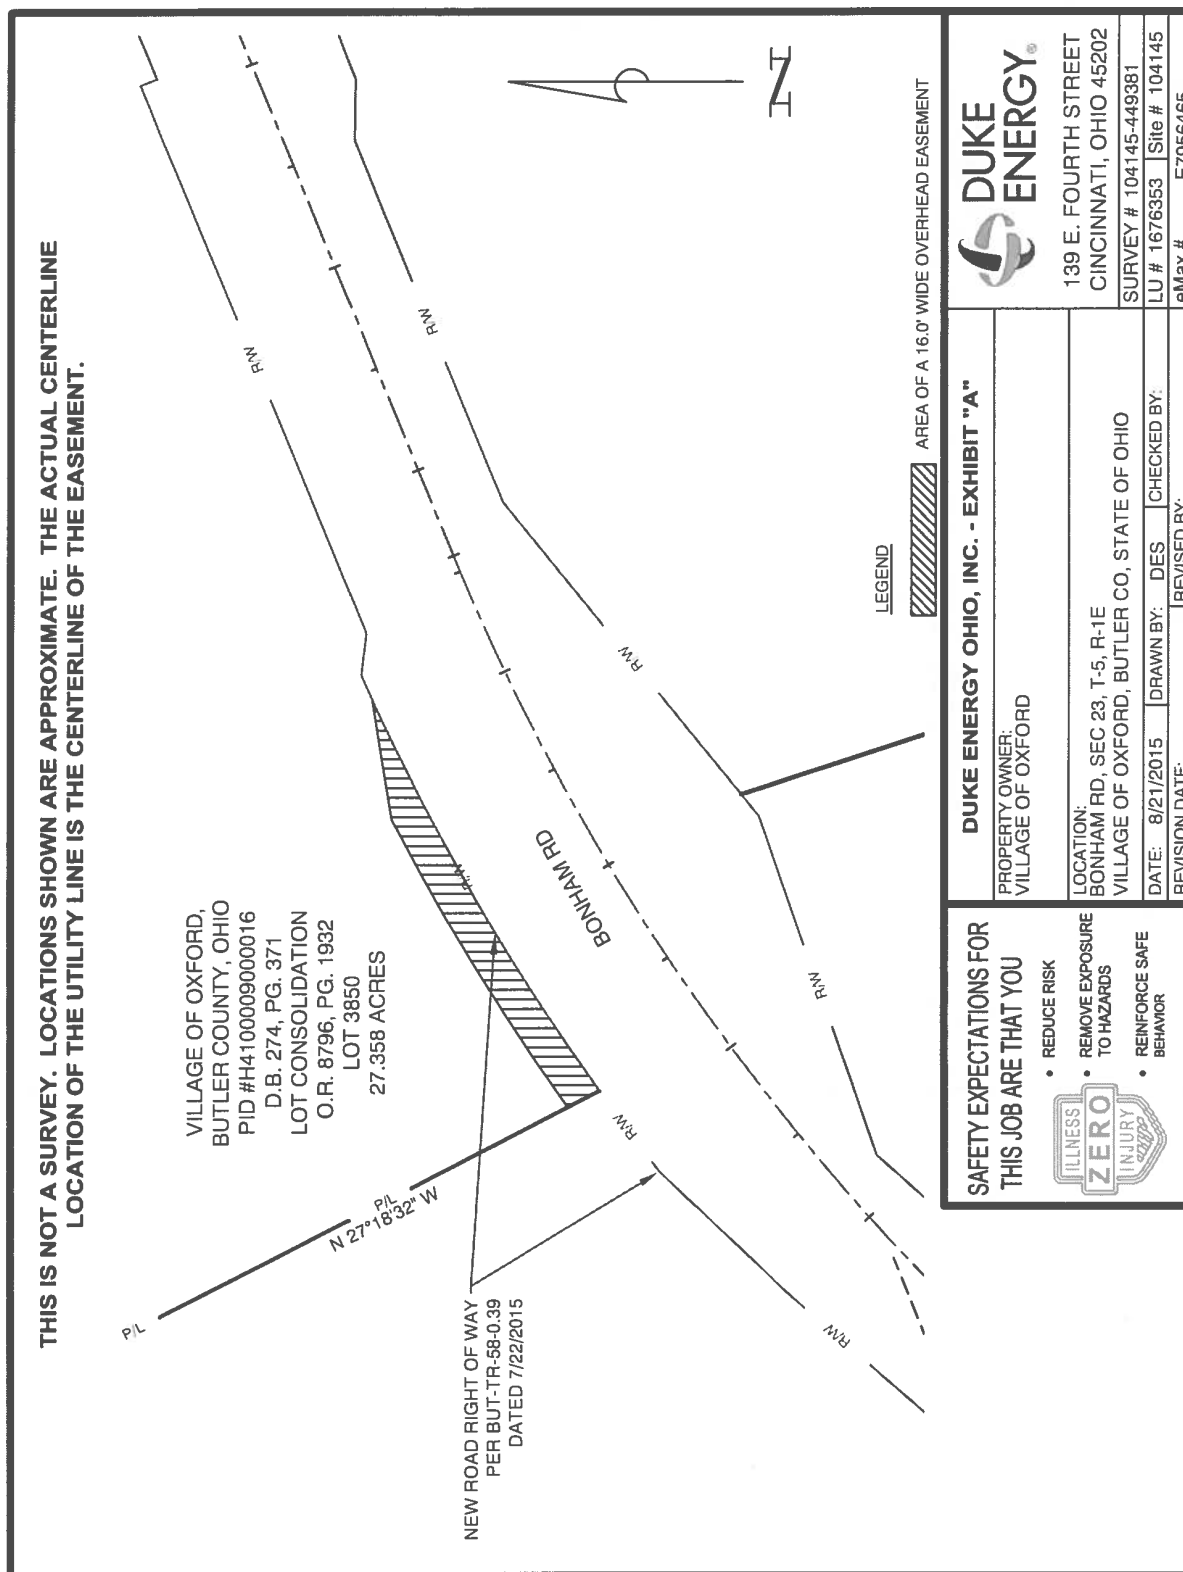 THIS IS NOT A SURVEY. LOCATIONS SHOWN ARE APPROXIMATE. THE ACTUAL CENTERLINE
LOCATION OF THE UTILITY LINE IS THE CENTERLINE OF THE EASEMENT.
P/L
P/L
N 27°18'32" W
VILLAGE OF OXFORD,
BUTLER COUNTY, OHIO
PID #H4100009000016
D.B. 274, PG. 371
LOT CONSOLIDATION
O.R. 8796, PG. 1932
LOT 3850
27.358 ACRES
R/W
R/W
N
NEW ROAD RIGHT OF WAY
PER BUT-TR-58-0.39
DATED 7/22/2015
R/W
R/W
BONHAM RD
R/W
R/W
R/W
LEGEND
AREA OF A 16.0' WIDE OVERHEAD EASEMENT
SAFETY EXPECTATIONS FOR
THIS JOB ARE THAT YOU
ILLNESS
ZERO
INJURY
• REDUCE RISK
• REMOVE EXPOSURE
TO HAZARDS
• REINFORCE SAFE
BEHAVIOR
DUKE ENERGY OHIO, INC. - EXHIBIT "A"
PROPERTY OWNER:
VILLAGE OF OXFORD
LOCATION:
BONHAM RD, SEC 23, T-5, R-1E
VILLAGE OF OXFORD, BUTLER CO, STATE OF OHIO
DATE: 8/21/2015 DRAWN BY: DES CHECKED BY:
REVISION DATE: REVISED BY:
DUKE
ENERGY®
139 E. FOURTH STREET
CINCINNATI, OHIO 45202
SURVEY # 104145-449381
LU # 1676353 Site # 104145
eMax # E7056465